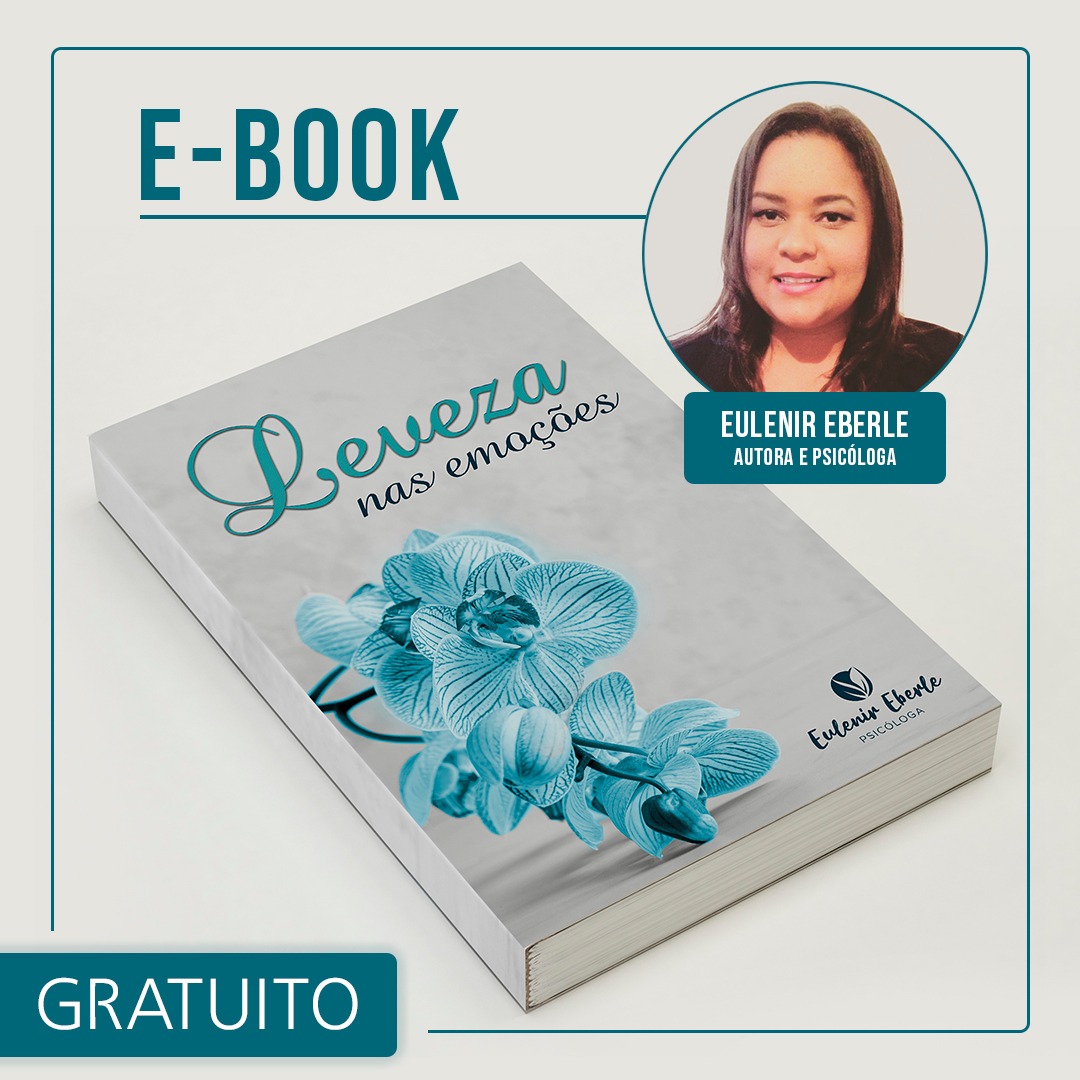 E-BOOK
EULENIR EBERLE
AUTORA E PSICÓLOGA
Leveza
nas emoções
Eulenir Eberle
PSICÓLOGA
GRATUITO